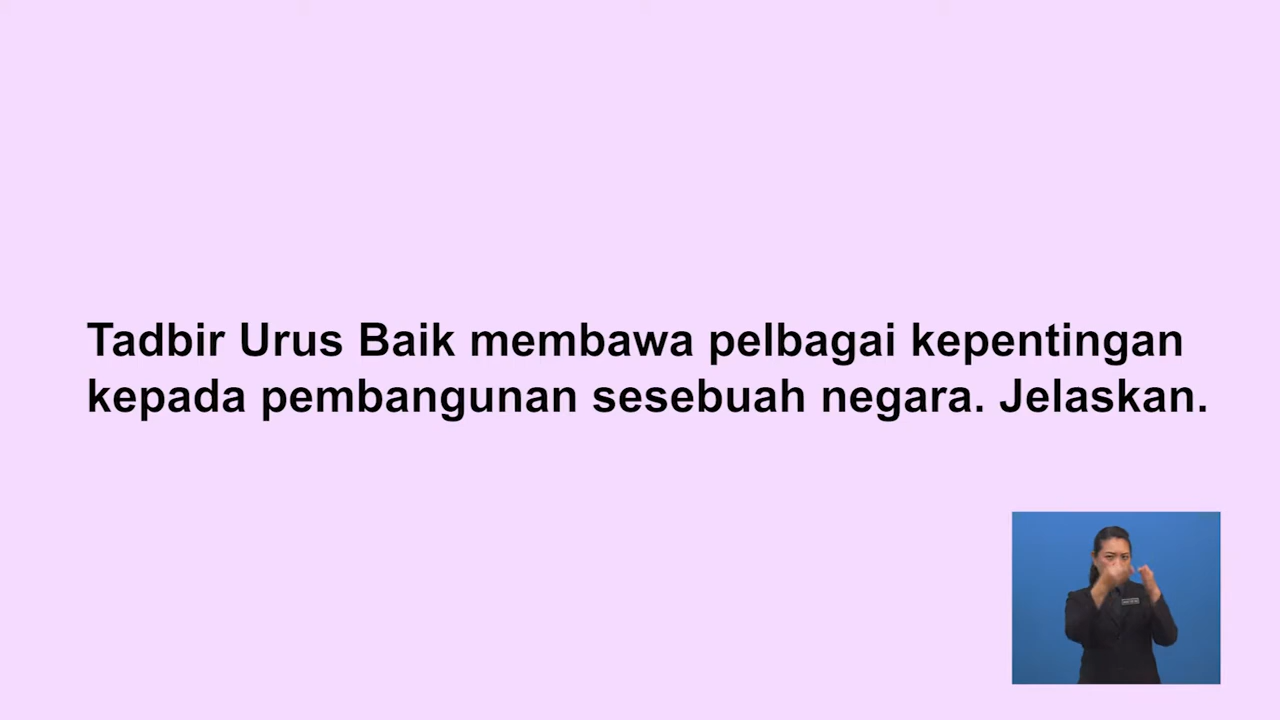 Tadbir Urus Baik membawa pelbagai kepentingan
kepada pembangunan sesebuah negara. Jelaskan.